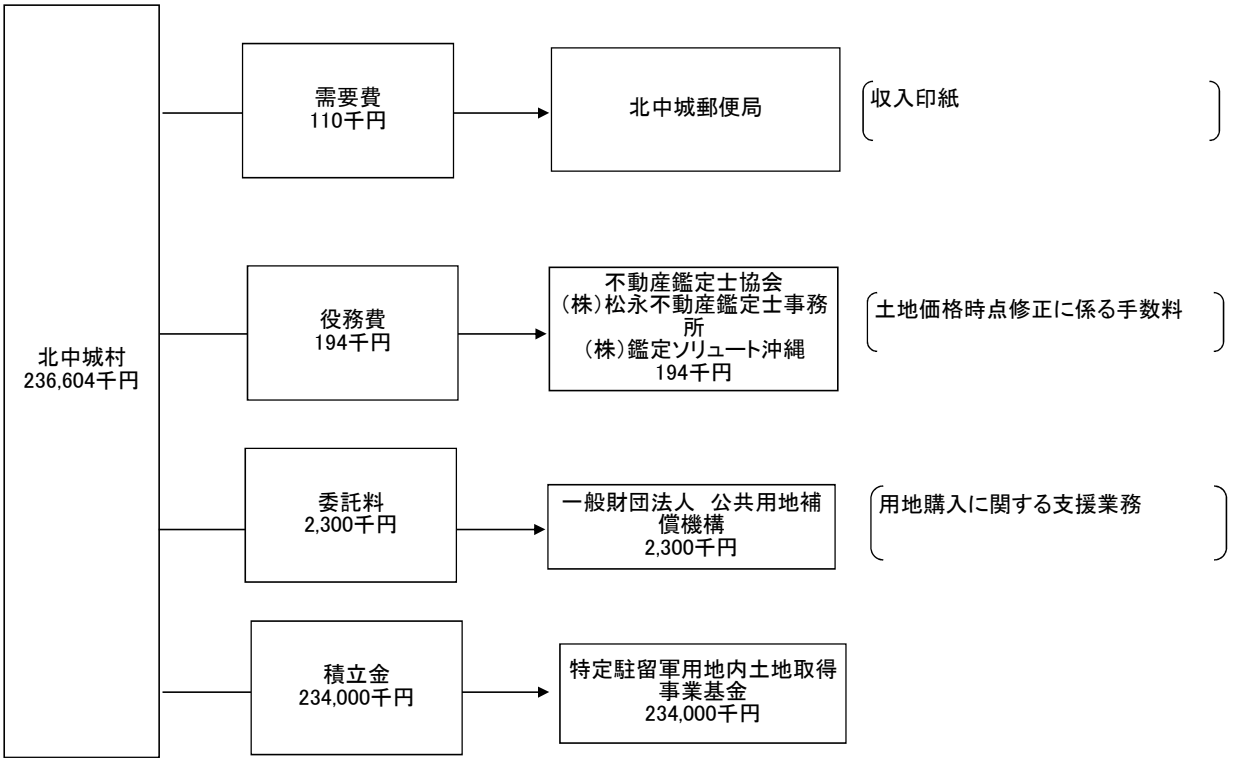 北中城村
236,604千円
需要費
110千円
北中城郵便局
収入印紙
役務費
194千円
不動産鑑定士協会
(株)松永不動産鑑定士事務
所
(株)鑑定ソリュート沖縄
194千円
土地価格時点修正に係る手数料
委託料
2,300千円
一般財団法人　公共用地補
償機構
2,300千円
用地購入に関する支援業務
積立金
234,000千円
特定駐留軍用地内土地取得
事業基金
234,000千円